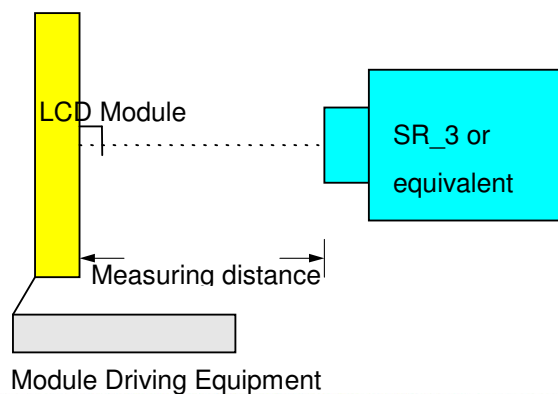 LCD Module
SR_3 or
equivalent
Measuring distance
Module Driving Equipment